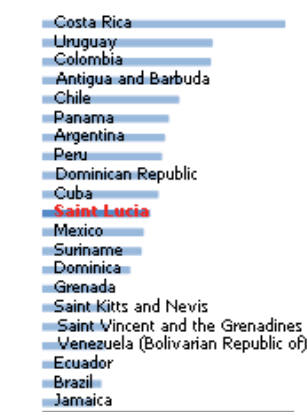 Costa Rica
Uruguay
Colombia
Antigua and Barbuda
Chile
Panama
Argentina
Peru
Dominican Republic
Cuba
Saint Lucia
Mexico
Suriname
Dominica
Grenada
Saint Kitts and Nevis
Saint Vincent and the Grenadines
Venezuela (Bolivarian Republic of)
Ecuador
Brazil
Jamaica